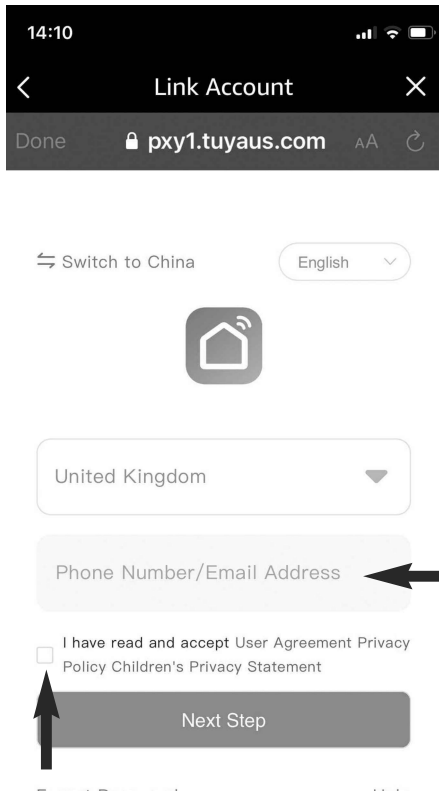 14:10
Link Account
Done pxy1.tuyaus.com AA
Switch to China English
United Kingdom
Phone Number/Email Address
I have read and accept User Agreement Privacy
Policy Children's Privacy Statement
Next Step